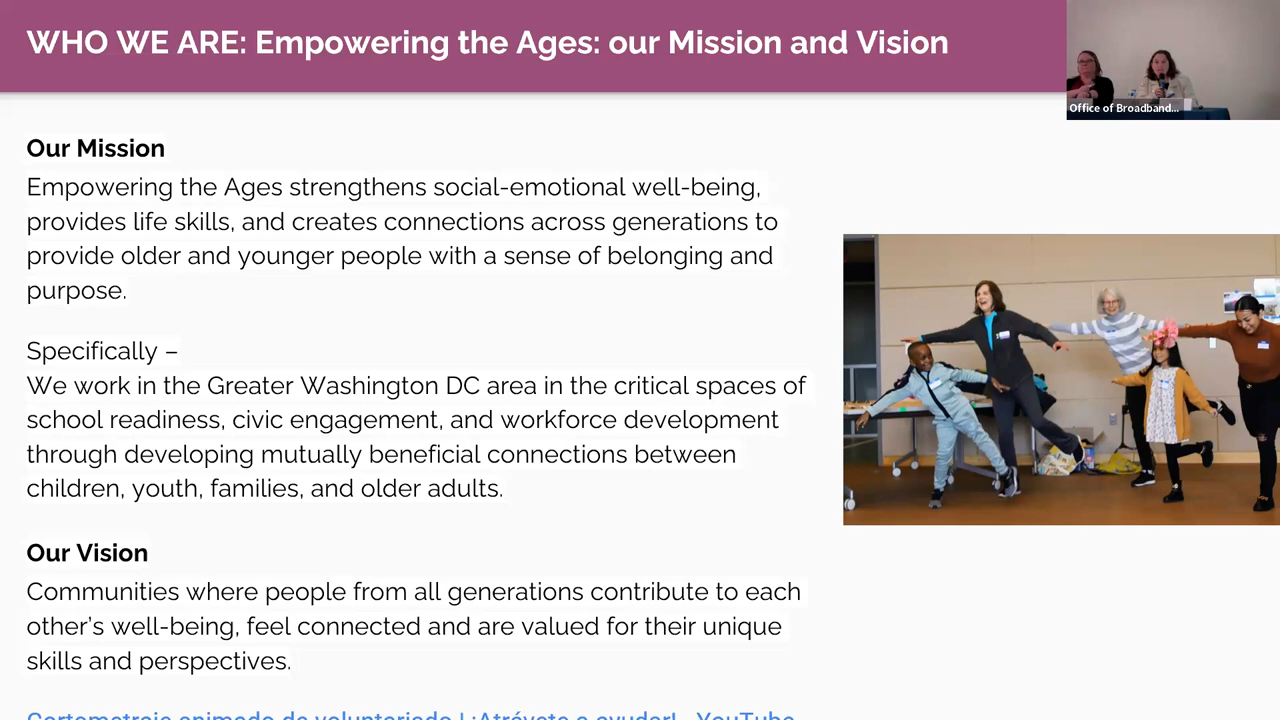 WHO WE ARE: Empowering the Ages: our Mission and Vision
Office of Broadband...
Our Mission
Empowering the Ages strengthens social-emotional well-being,
provides life skills, and creates connections across generations to
provide older and younger people with a sense of belonging and
purpose.
Specifically –
We work in the Greater Washington DC area in the critical spaces of
school readiness, civic engagement, and workforce development
through developing mutually beneficial connections between
children, youth, families, and older adults.
Our Vision
Communities where people from all generations contribute to each
other’s well-being, feel connected and are valued for their unique
skills and perspectives.
Cortometraje animado de voluntariado | ¡Atrévete a ayudar! - YouTube